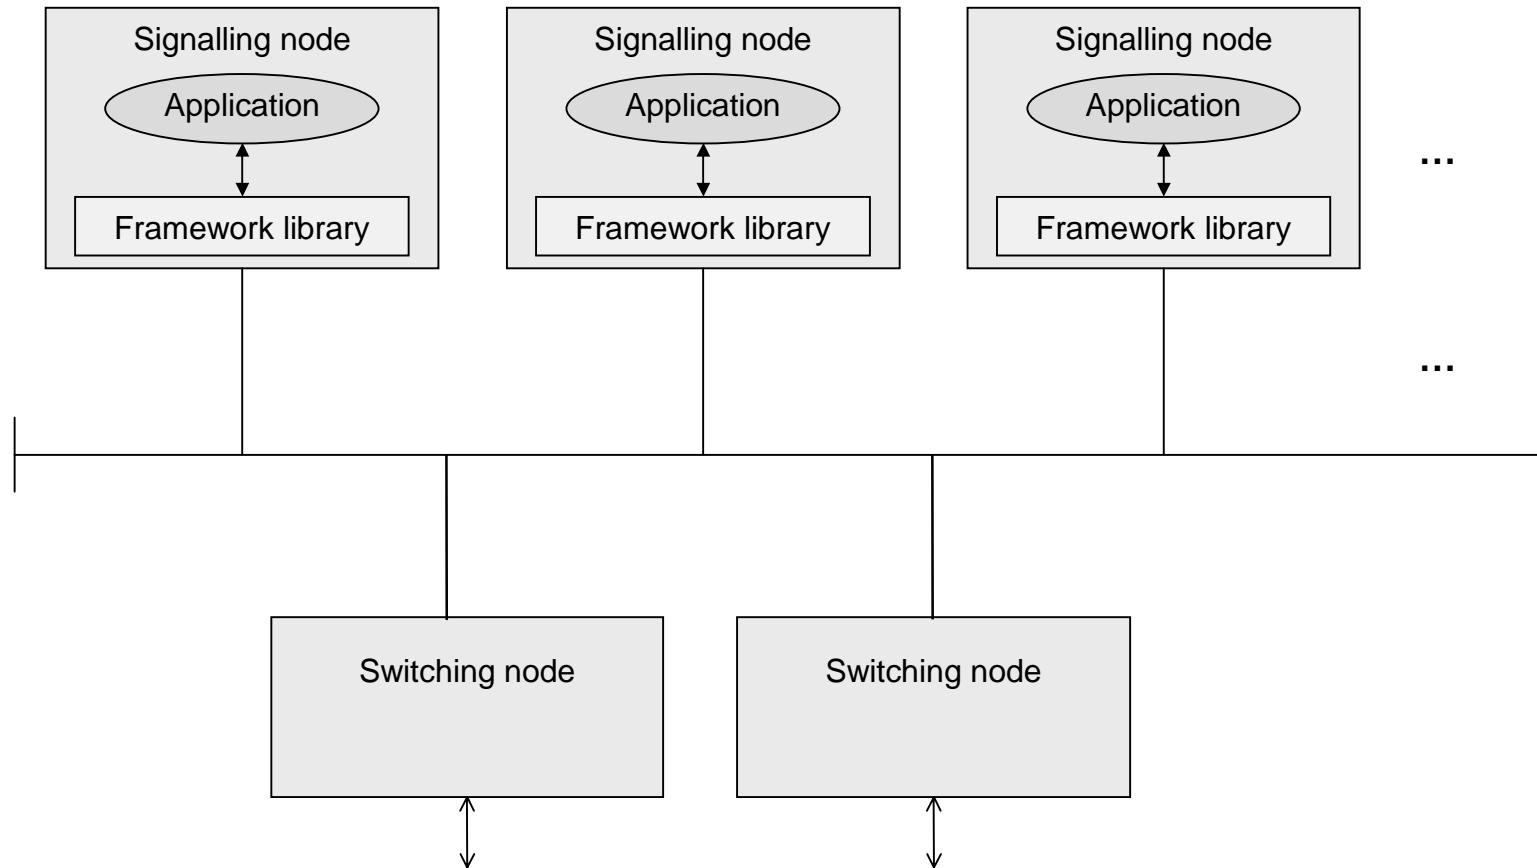 Signalling node
Application
Framework library
Signalling node
Application
Framework library
Signalling node
Application
Framework library
...
...
Switching node
Switching node